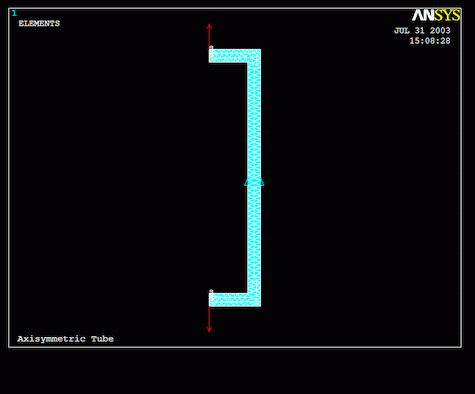 1
ELEMENTS
ANSYS
JUL 31 2003
15:08:28
Axisymmetric Tube